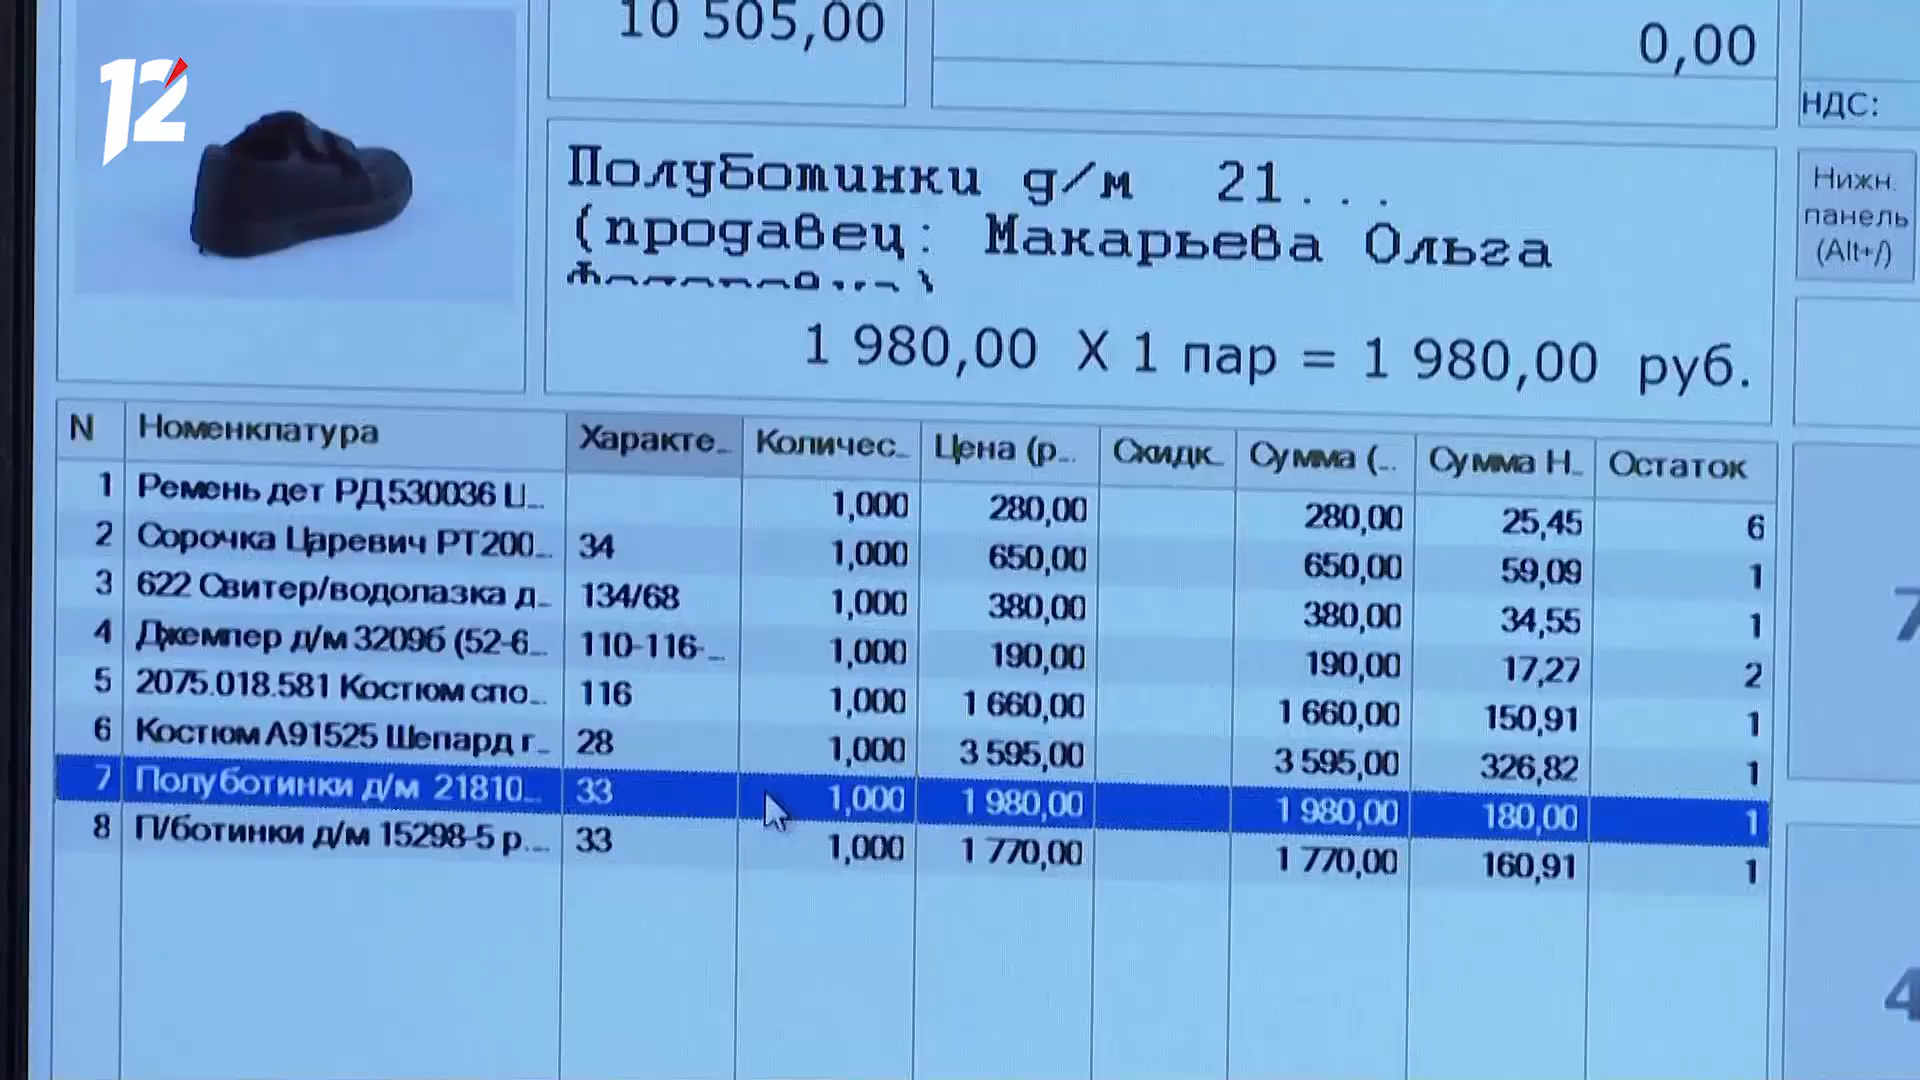 12
10 505,00
0,00
НДС:
Полуботинки д/м 21...
(продавец: Макарьева Ольга
1 980,00 X 1 пар = 1 980,00 руб.
Нижн.
панель
(Alt+/)
N Номенклатура Характе... Количес... Цена (р... Скидк... Сумма (... Сумма Н... Остаток
1 Ремень дет РД530036 Ц... 1,000 280,00 280,00 25,45 6
2 Сорочка Царевич РТ200... 34 1,000 650,00 650,00 59,09 1
3 622 Свитер/водолазка д... 134/68 1,000 380,00 380,00 34,55 1
4 Джемпер д/м 32096 (52-6... 110-116-... 1,000 190,00 190,00 17,27 2
5 2075.018.581 Костюм спо... 116 1,000 1 660,00 1 660,00 150,91 1
6 Костюм А91525 Шепард г... 28 1,000 3 595,00 3 595,00 326,82 1
7 Полуботинки д/м 21810... 33 1,000 1 980,00 1 980,00 180,00 1
8 П/ботинки д/м 15298-5 р.... 33 1,000 1 770,00 1 770,00 160,91 1
7
4